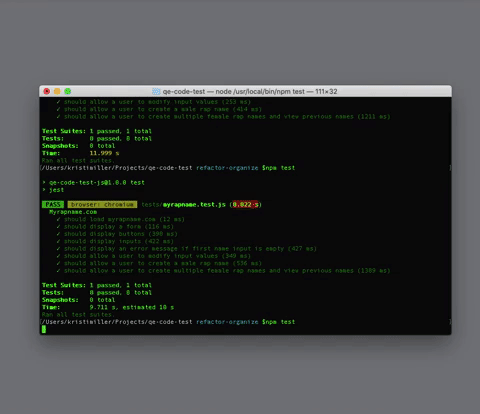 qe-code-test — node /usr/local/bin/npm test — 111×32
✓ should allow a user to modify input values (253 ms)
✓ should allow a user to create a male rap name (414 ms)
✓ should allow a user to create multiple female rap names and view previous names (1211 ms)
Test Suites: 1 passed, 1 total
Tests: 8 passed, 8 total
Snapshots: 0 total
Time: 11.999 s
Ran all test suites.
[/Users/kristimiller/Projects/qe-code-test refactor-organize $npm test
> qe-code-test-js@1.0.0 test
> jest
PASS browser: chromium tests/myrapname.test.js (9.022 s)
Myrapname.com
✓ should load myrapname.com (12 ms)
✓ should display a form (116 ms)
✓ should display buttons (300 ms)
✓ should display inputs (422 ms)
✓ should display an error message if first name input is empty (427 ms)
✓ should allow a user to modify input values (340 ms)
✓ should allow a user to create a male rap name (536 ms)
✓ should allow a user to create multiple female rap names and view previous names (1389 ms)
Test Suites: 1 passed, 1 total
Tests: 8 passed, 8 total
Snapshots: 0 total
Time: 9.711 s, estimated 10 s
Ran all test suites.
[/Users/kristimiller/Projects/qe-code-test refactor-organize $npm test